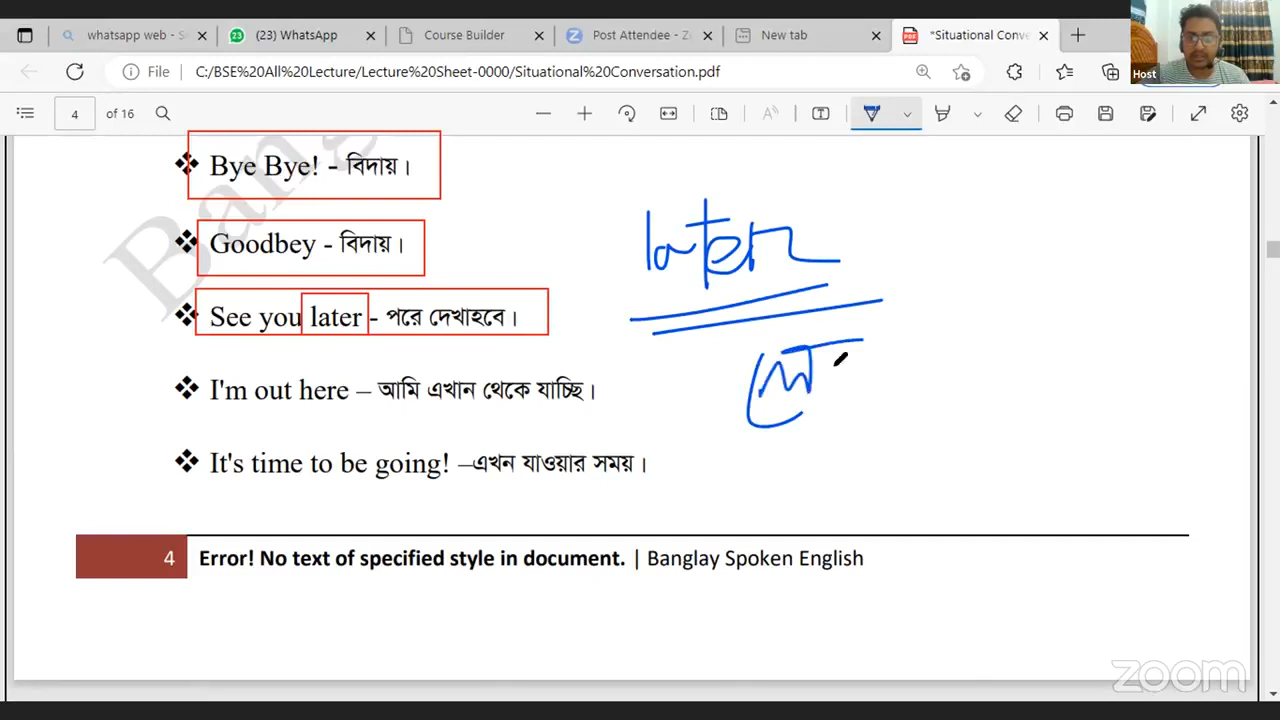 whatsapp web - S
(23) WhatsApp
Course Builder
Post Attendee - Z
New tab
*Situational Conve
Host
File
C:/BSE%20All%20Lecture/Lecture%20Sheet-0000/Situational%20Conversation.pdf
4 of 16
Bang
❖ Bye Bye! - বিদায়।
❖ Goodbey - বিদায়।
❖ See you later - পরে দেখাহবে।
later
লে
❖ I'm out here – আমি এখান থেকে যাচ্ছি।
❖ It's time to be going! –এখন যাওয়ার সময়।
4 Error! No text of specified style in document. | Banglay Spoken English
zoom